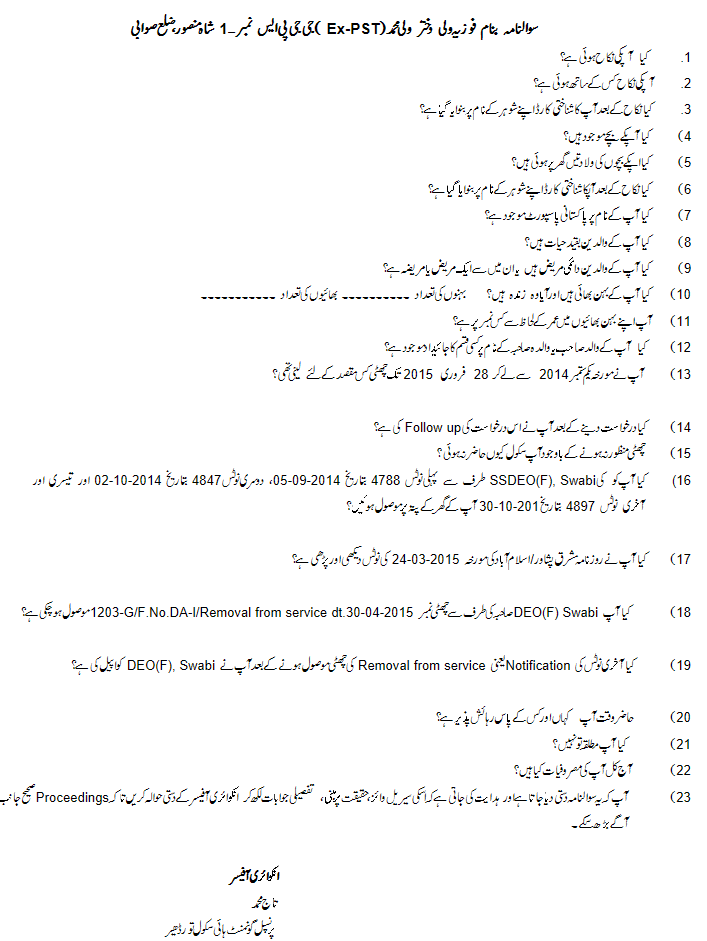 سوالنامہ بنام فوزیہ ولی دختر ولی محمد (Ex-PST) جی جی پی ایس نمبر۔1 شاہ منصور، ضلع صوابی
1. کیا آپکی نکاح ہوئی ہے؟
2. آپکی نکاح کس کے ساتھ ہوئی ہے؟
3. کیا نکاح کے بعد آپ کا شناختی کارڈ اپنے شوہر کے نام پر بنوایہ گیا ہے؟
4) کیا آپکے بچے موجود ہیں؟
5) کیا اپکے بچوں کی ولادتیں گھر پر ہوئی ہیں؟
6) کیا نکاح کے بعد آپکا شناختی کارڈ اپنے شوہر کے نام پر بنوایا گیا ہے؟
7) کیا آپ کے نام پر پاکستانی پاسپورٹ موجود ہے؟
8) کیا آپ کے والدین بقید حیات ہیں؟
9) کیا آپ کے والدین دائمی مریض ہیں یہ ان میں سے ایک مریض یا مریضہ ہے؟
10) کیا آپ کے بہن بھائی ہیں اور آیا وہ زندہ ہیں؟ بہنوں کی تعداد ---------- بھائیوں کی تعداد -----------
11) آپ اپنے بہن بھائیوں میں عمر کے لحاظ سے کس نمبر پر ہے؟
12) کیا آپ کے والد صاحب یہ والدہ صاحبہ کے نام پر کسی قسم کا جائیداد موجود ہے؟
13) آپ نے مورخہ یکم ستمبر 2014 سے لے کر 28 فروری 2015 تک چھٹی کس مقصد کے لئے لیٹی تھی؟
14) کیا درخواست دینے کے بعد آپ نے اس درخواست کی Follow up کی ہے؟
15) چھٹی منظور نہ ہونے کے باوجود آپ سکول کیوں حاضر نہ ہوئی؟
16) کیا آپ کو کی SSDEO(F), Swabi طرف سے پہلی نوٹس 4788 بتاریخ 05-09-2014، دوسری نوٹس 4847 بتاریخ 02-10-2014 اور تیسری اور
آخری نوٹس 4897 بتاریخ 30-10-201 آپ کے گھر کے پتہ پر موصول ہوئیں؟
17) کیا آپ نے روزنامہ مشرق پشاور/اسلام آباد کی مورخہ 24-03-2015 کی نوٹس دیکھی اور پڑھی ہے؟
18) کیا آپ DEO(F) Swabi صاحبہ کی طرف سے چھٹی نمبر 1203-G/F.No.DA-I/Removal from service dt.30-04-2015 موصول ہو چکی ہے؟
19) کیا آخری نوٹس کی Notification یعنی Removal from service کی چھٹی موصول ہونے کے بعد آپ نے DEO(F), Swabi کو اپیل کی ہے؟
20) حاضر وقت آپ کہاں اور کس کے پاس رہائش پذیر ہے؟
21) کیا آپ مطلقہ تو نہیں؟
22) آج کل آپ کی مصروفیات کیا ہیں؟
23) آپ کہ یہ سوالنامہ دستی دیا جاتا ہے اور ہدایت کی جاتی ہے کہ اسکی سیریل وائز، حقیقت پر مبنی، تفصیلی جوابات لکھ کر انکوائری آفیسر کے دستی حوالہ کریں تا کہ Proceedings صحیح جانب
آگے بڑھ سکے۔
انکوائری آفیسر
تاج محمد
پرنسپل گونمنٹ ہائی سکول تورڈھیر